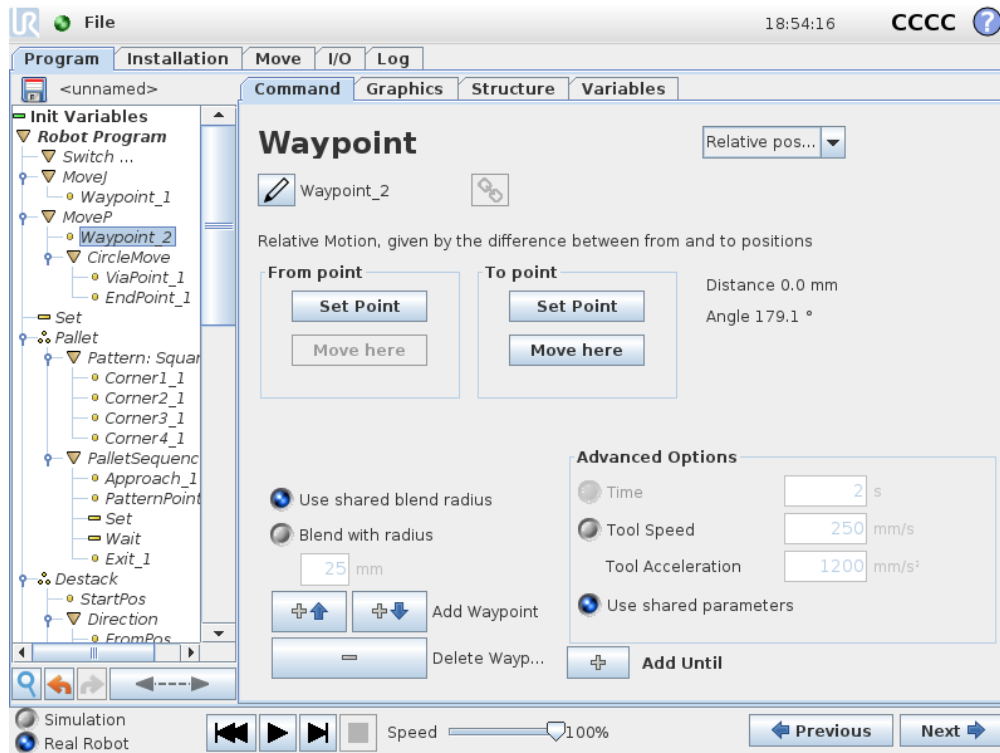 UR File 18:54:16 CCCC ?
Program Installation Move I/O Log
<unnamed>
Command Graphics Structure Variables
Init Variables
Robot Program
Switch ...
MoveJ
Waypoint_1
MoveP
Waypoint_2
CircleMove
ViaPoint_1
EndPoint_1
Set
Pallet
Pattern: Squar
Corner1_1
Corner2_1
Corner3_1
Corner4_1
PalletSequenc
Approach_1
PatternPoint
Set
Wait
Exit_1
Destack
StartPos
Direction
FromPos
Waypoint
Relative pos...
Waypoint_2
Relative Motion, given by the difference between from and to positions
From point
Set Point
Move here
To point
Set Point
Move here
Distance 0.0 mm
Angle 179.1 °
Use shared blend radius
Blend with radius
25 mm
Add Waypoint
Delete Wayp...
Advanced Options
Time 2 s
Tool Speed 250 mm/s
Tool Acceleration 1200 mm/s²
Use shared parameters
Add Until
Simulation
Real Robot
Speed 100%
Previous Next